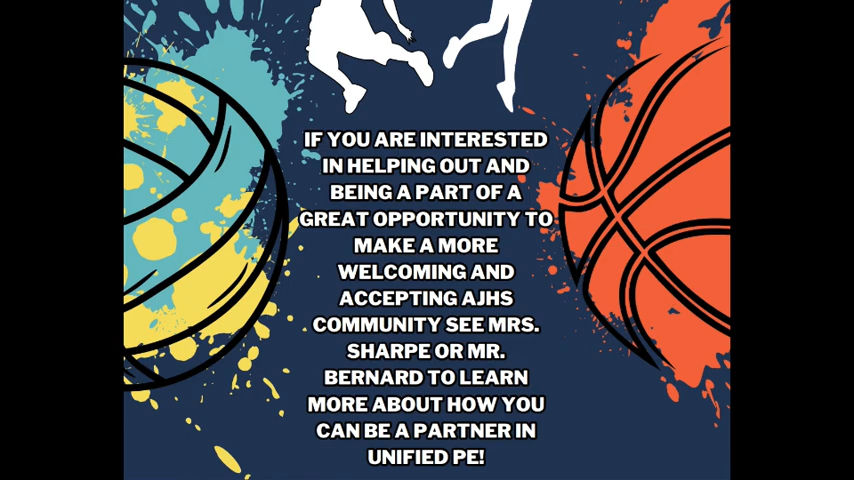 IF YOU ARE INTERESTED
IN HELPING OUT AND
BEING A PART OF A
GREAT OPPORTUNITY TO
MAKE A MORE
WELCOMING AND
ACCEPTING AJHS
COMMUNITY SEE MRS.
SHARPE OR MR.
BERNARD TO LEARN
MORE ABOUT HOW YOU
CAN BE A PARTNER IN
UNIFIED PE!